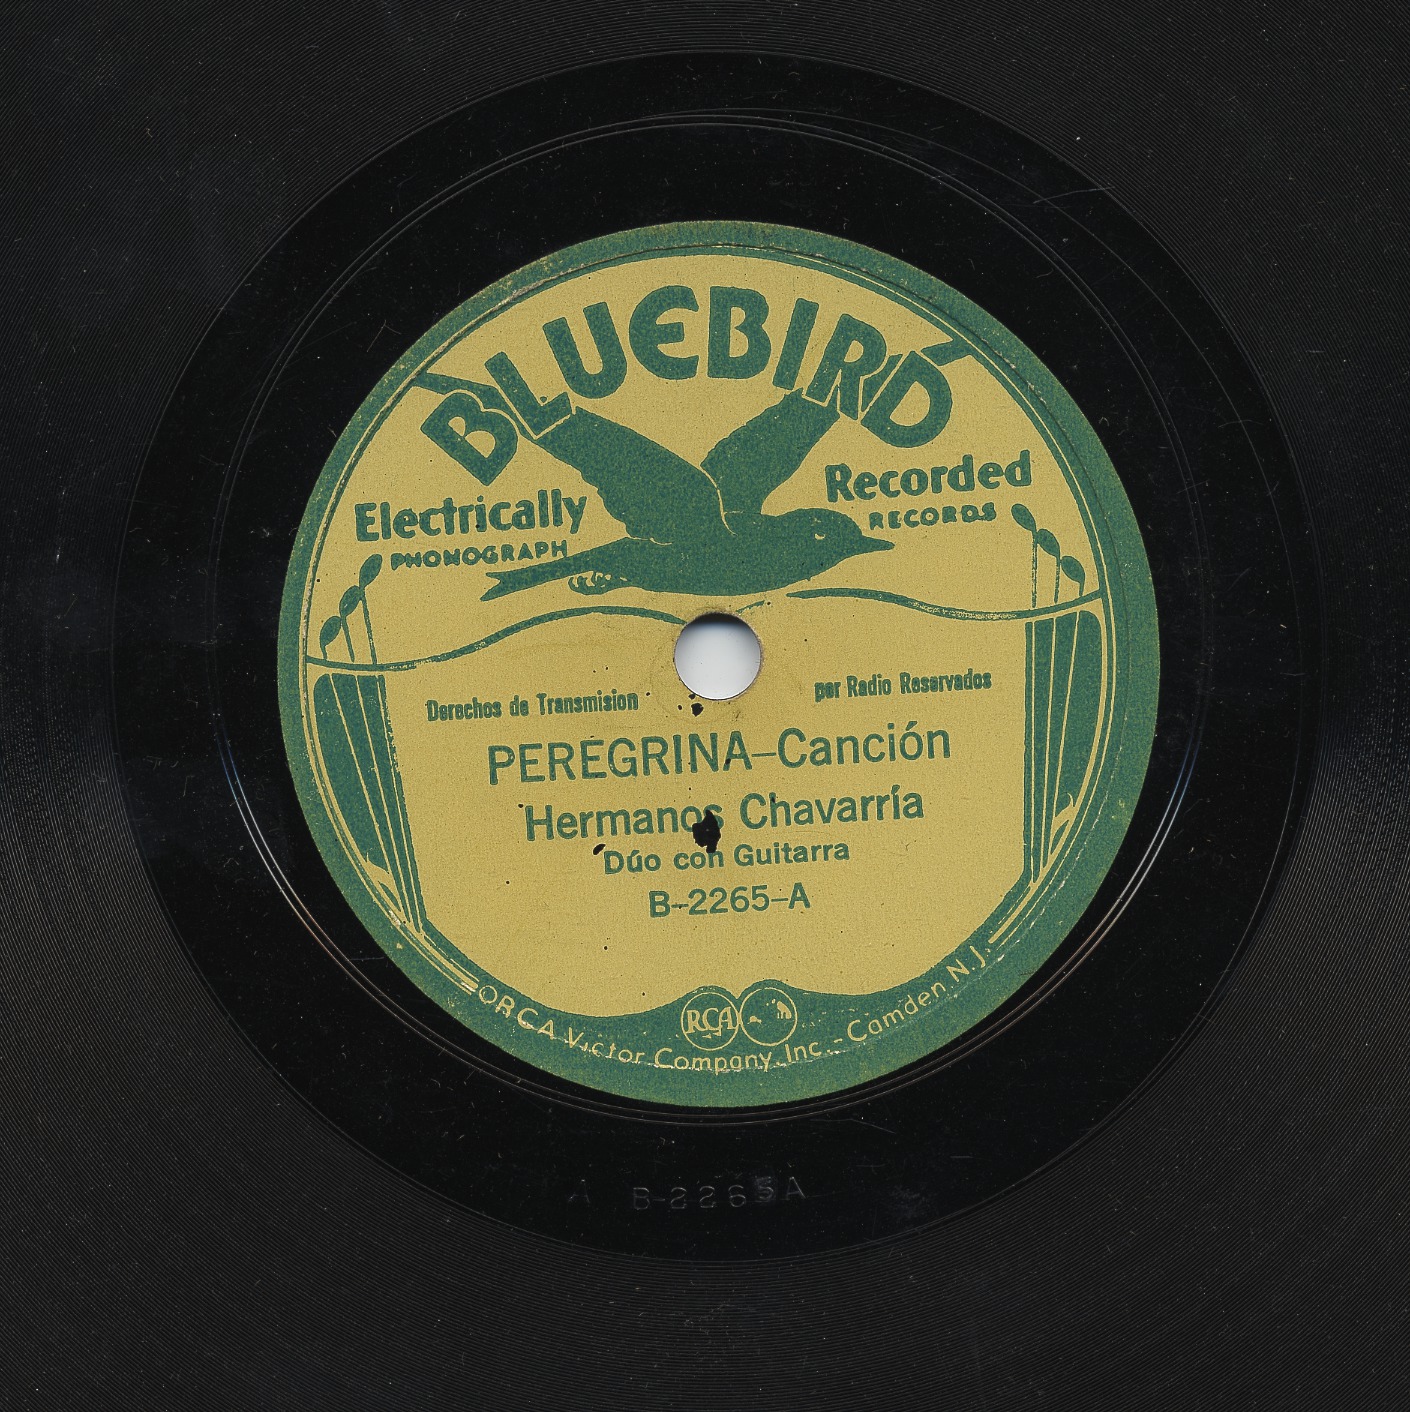 BLUEBIRD
Electrically Recorded
PHONOGRAPH RECORDS
Derechos de Transmision por Radio Reservados
PEREGRINA–Canción
Hermanos Chavarría
Dúo con Guitarra
B–2265–A
RCA
RCA Victor Company, Inc.–Camden N.J.
A B-2265A